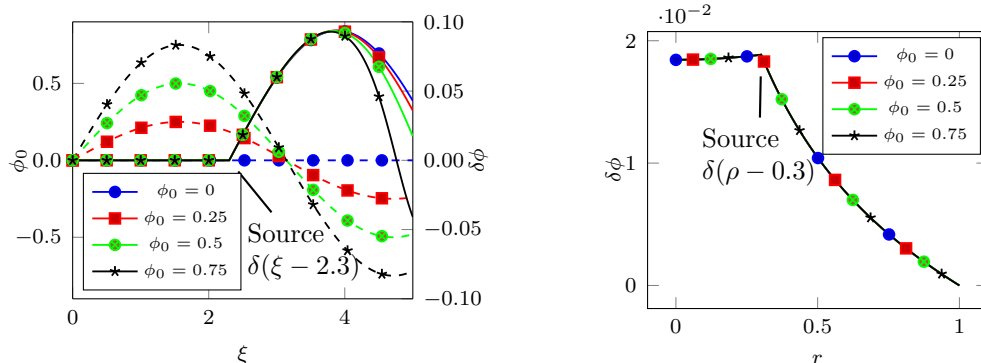 0.5
0.0
−0.5
ϕ₀
0.10
0.05
0.00
−0.05
−0.10
δϕ
ϕ₀ = 0
ϕ₀ = 0.25
ϕ₀ = 0.5
ϕ₀ = 0.75
Source
δ(ξ − 2.3)
0 2 4
ξ
·10⁻²
2
1
0
δϕ
ϕ₀ = 0
ϕ₀ = 0.25
ϕ₀ = 0.5
ϕ₀ = 0.75
Source
δ(ρ − 0.3)
0 0.5 1
r